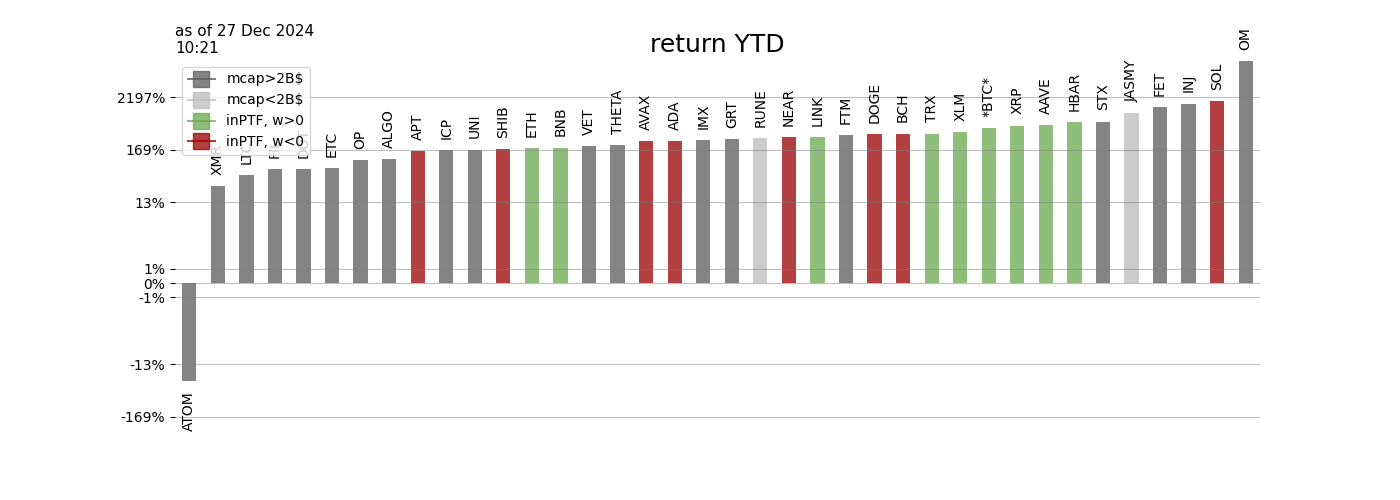 as of 27 Dec 2024
10:21
return YTD
mcap>2B$
mcap<2B$
inPTF, w>0
inPTF, w<0
2197%
169%
13%
1%
0%
-1%
-13%
-169%
ATOM
XMR
LTC
ETC
OP
ALGO
APT
ICP
UNI
SHIB
ETH
BNB
VET
THETA
AVAX
ADA
IMX
GRT
RUNE
NEAR
LINK
FTM
DOGE
BCH
TRX
XLM
*BTC*
XRP
AAVE
HBAR
STX
JASMY
FET
INJ
SOL
OM